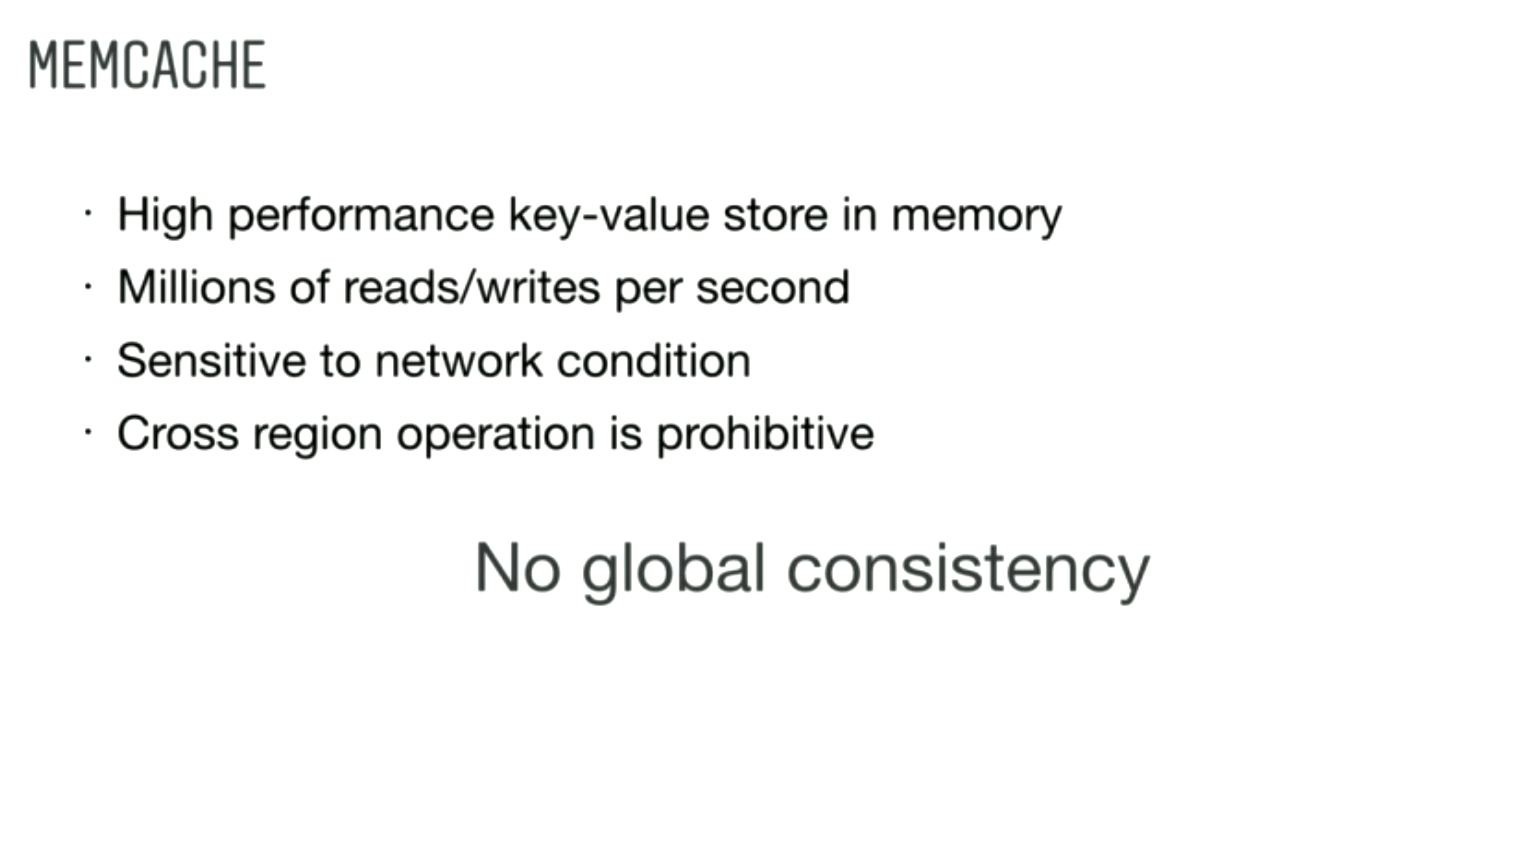 MEMCACHE
· High performance key-value store in memory
· Millions of reads/writes per second
· Sensitive to network condition
· Cross region operation is prohibitive
No global consistency